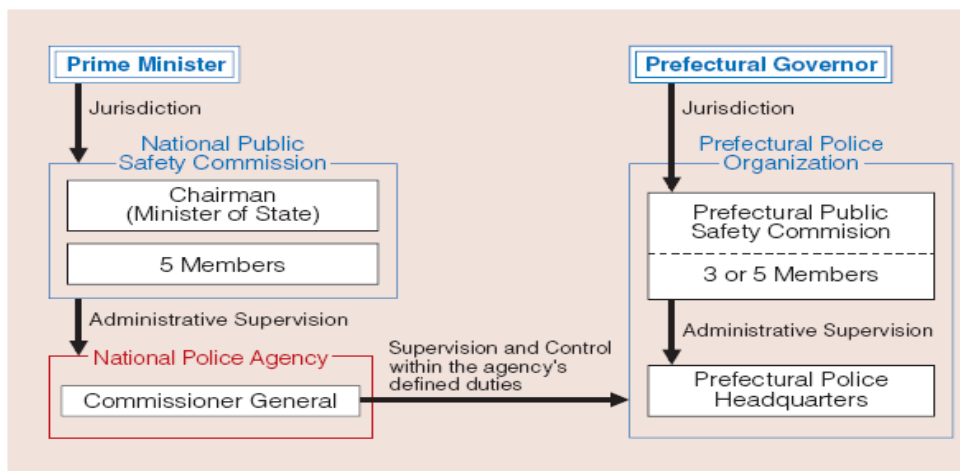 Prime Minister
Jurisdiction
National Public
Safety Commission
Chairman
(Minister of State)
5 Members
Administrative Supervision
National Police Agency
Commissioner General
Supervision and Control
within the agency's
defined duties
Prefectural Governor
Jurisdiction
Prefectural Police
Organization
Prefectural Public
Safety Commision
3 or 5 Members
Administrative Supervision
Prefectural Police
Headquarters